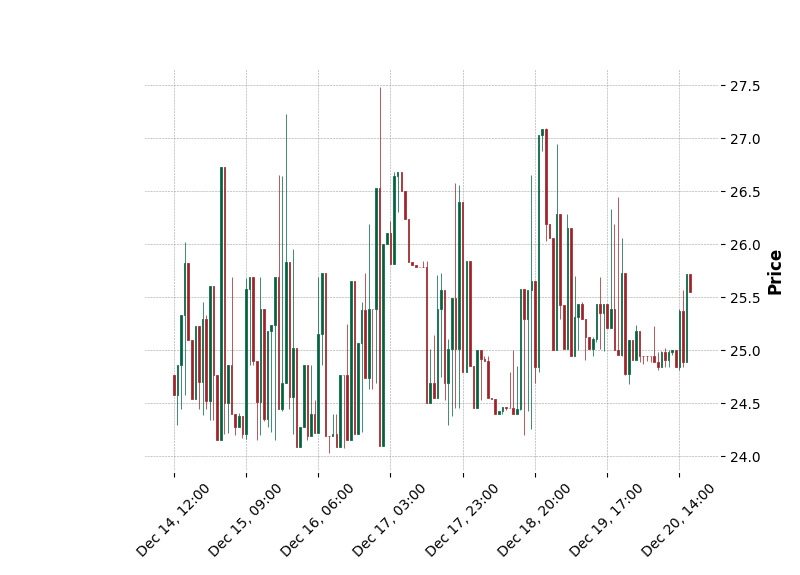 27.5
27.0
26.5
26.0
25.5
25.0
24.5
24.0
Price
Dec 14, 12:00
Dec 15, 09:00
Dec 16, 06:00
Dec 17, 03:00
Dec 17, 23:00
Dec 18, 20:00
Dec 19, 17:00
Dec 20, 14:00